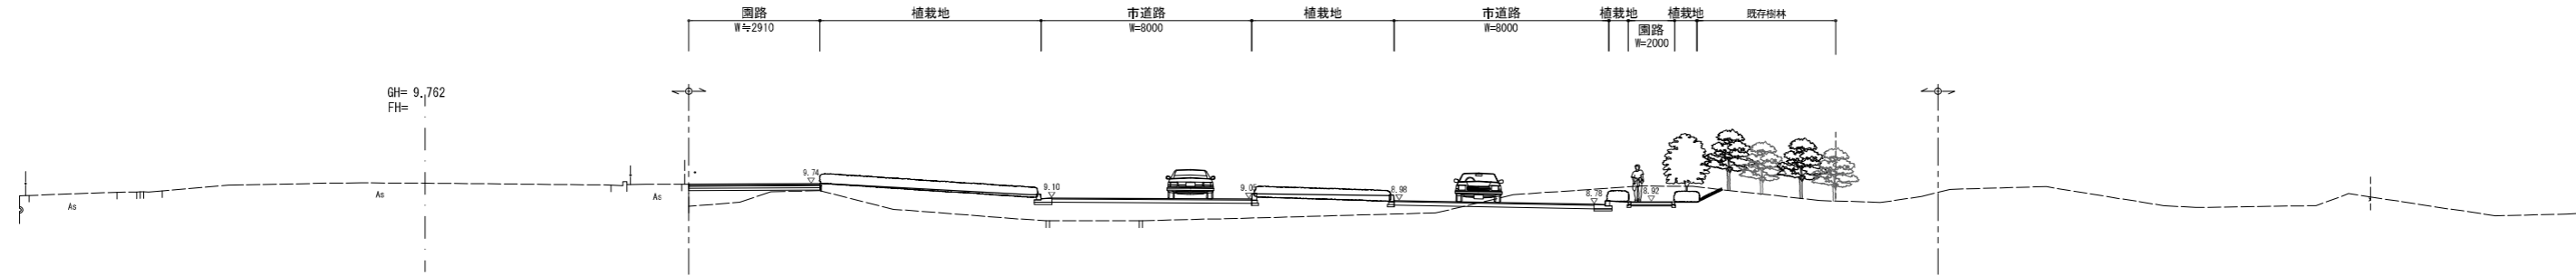 園路
植栽地
市道路
植栽地
市道路
植栽地
植栽地
既存樹林
W≒2910
W=8000
W=8000
園路
W=2000
GH= 9.762
FH=
9.74
9.10
9.05
8.98
8.78
8.92
As
As
As